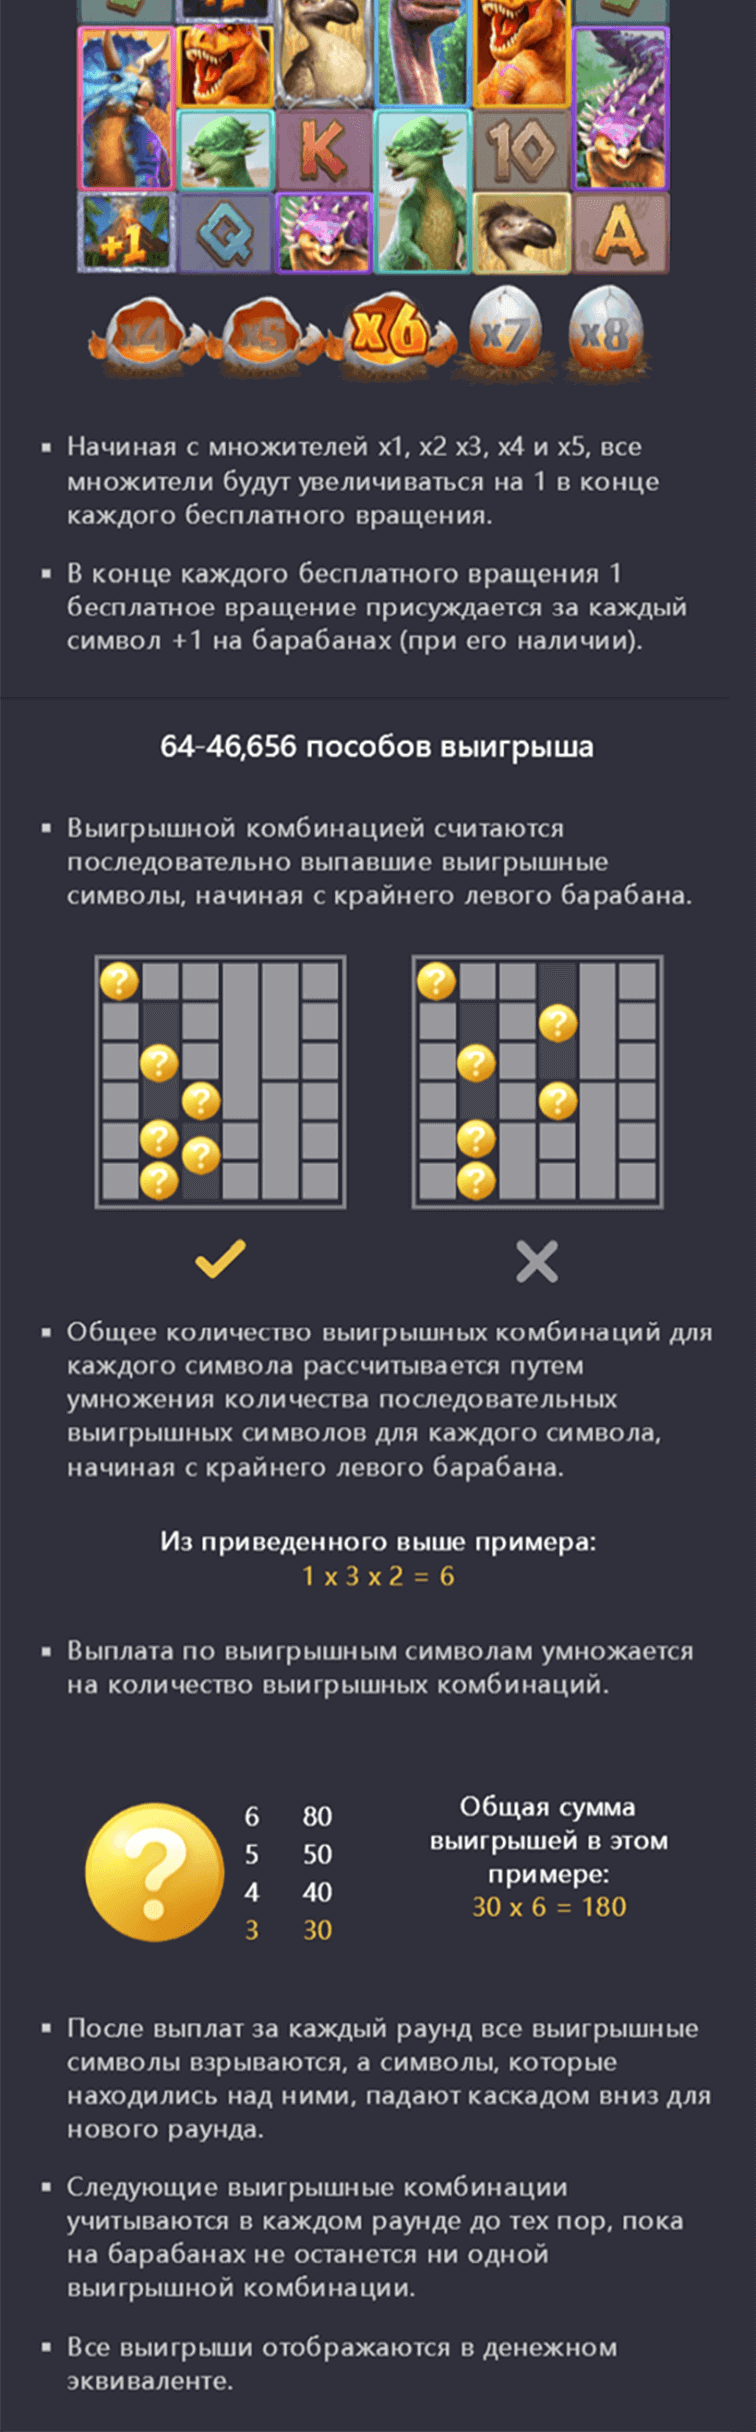 +1
K
10
+1
Q
A
x4 x5 x6 x7 x8
▪ Начиная с множителей x1, x2 x3, x4 и x5, все
множители будут увеличиваться на 1 в конце
каждого бесплатного вращения.
▪ В конце каждого бесплатного вращения 1
бесплатное вращение присуждается за каждый
символ +1 на барабанах (при его наличии).
64-46,656 пособов выигрыша
▪ Выигрышной комбинацией считаются
последовательно выпавшие выигрышные
символы, начиная с крайнего левого барабана.
? ?
?
? ?
? ?
? ?
?
? ?
▪ Общее количество выигрышных комбинаций для
каждого символа рассчитывается путем
умножения количества последовательных
выигрышных символов для каждого символа,
начиная с крайнего левого барабана.
Из приведенного выше примера:
1 x 3 x 2 = 6
▪ Выплата по выигрышным символам умножается
на количество выигрышных комбинаций.
?
6 80
5 50
4 40
3 30
Общая сумма
выигрышей в этом
примере:
30 x 6 = 180
▪ После выплат за каждый раунд все выигрышные
символы взрываются, а символы, которые
находились над ними, падают каскадом вниз для
нового раунда.
▪ Следующие выигрышные комбинации
учитываются в каждом раунде до тех пор, пока
на барабанах не останется ни одной
выигрышной комбинации.
▪ Все выигрыши отображаются в денежном
эквиваленте.